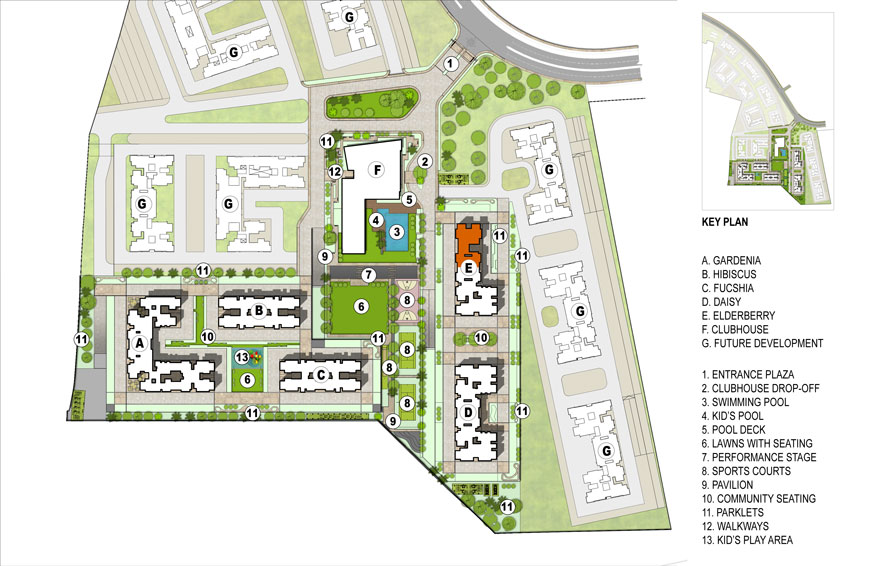 G
G
1
11
2
F
12
G
G
G
5
4
3
11
E
9
11
7
11
8
6
G
B
10
10
11
A
11
8
13
C
8
6
8
D
11
11
9
G
11
KEY PLAN
A. GARDENIA
B. HIBISCUS
C. FUCSHIA
D. DAISY
E. ELDERBERRY
F. CLUBHOUSE
G. FUTURE DEVELOPMENT
1. ENTRANCE PLAZA
2. CLUBHOUSE DROP-OFF
3. SWIMMING POOL
4. KID'S POOL
5. POOL DECK
6. LAWNS WITH SEATING
7. PERFORMANCE STAGE
8. SPORTS COURTS
9. PAVILION
10. COMMUNITY SEATING
11. PARKLETS
12. WALKWAYS
13. KID'S PLAY AREA